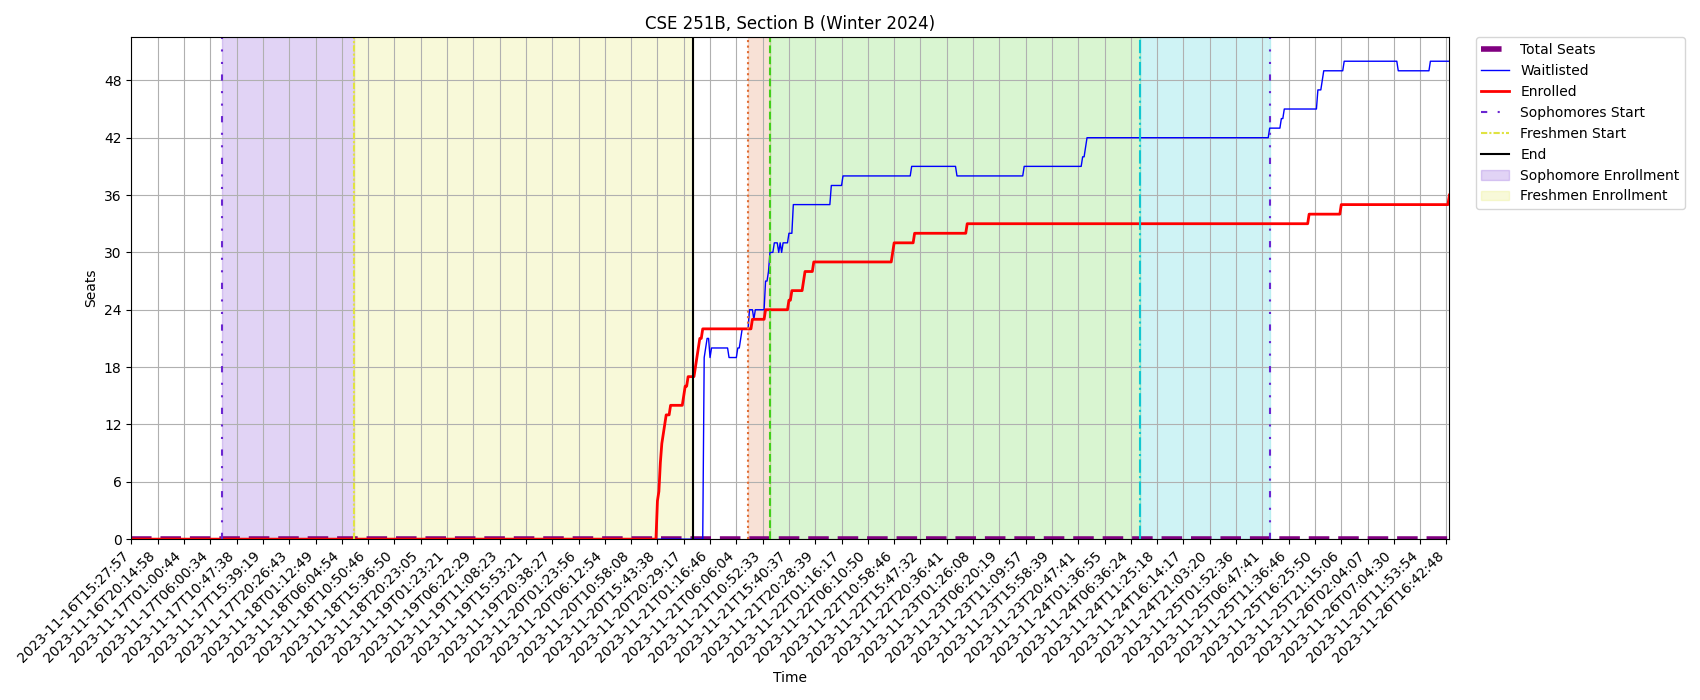 CSE 251B, Section B (Winter 2024)
Total Seats
Waitlisted
Enrolled
Sophomores Start
Freshmen Start
End
Sophomore Enrollment
Freshmen Enrollment
Seats
48
42
36
30
24
18
12
6
0
2023-11-16T15:27:57
2023-11-16T20:14:58
2023-11-17T01:00:44
2023-11-17T06:00:34
2023-11-17T10:47:38
2023-11-17T15:39:19
2023-11-17T20:26:43
2023-11-18T01:12:49
2023-11-18T06:04:54
2023-11-18T10:50:46
2023-11-18T15:36:50
2023-11-18T20:23:05
2023-11-19T01:23:21
2023-11-19T06:22:29
2023-11-19T11:08:23
2023-11-19T15:53:21
2023-11-19T20:38:27
2023-11-20T01:23:56
2023-11-20T06:12:54
2023-11-20T10:58:08
2023-11-20T15:43:38
2023-11-20T20:29:17
2023-11-21T01:16:46
2023-11-21T06:06:04
2023-11-21T10:52:33
2023-11-21T15:40:37
2023-11-21T20:28:39
2023-11-22T01:16:17
2023-11-22T06:10:50
2023-11-22T10:58:46
2023-11-22T15:47:32
2023-11-22T20:36:41
2023-11-23T01:26:08
2023-11-23T06:20:19
2023-11-23T11:09:57
2023-11-23T15:58:39
2023-11-23T20:47:41
2023-11-24T01:36:55
2023-11-24T06:36:24
2023-11-24T11:25:18
2023-11-24T16:14:17
2023-11-24T21:03:20
2023-11-25T01:52:36
2023-11-25T06:47:41
2023-11-25T11:36:46
2023-11-25T16:25:50
2023-11-25T21:15:06
2023-11-26T02:04:07
2023-11-26T07:04:30
2023-11-26T11:53:54
2023-11-26T16:42:48
Time